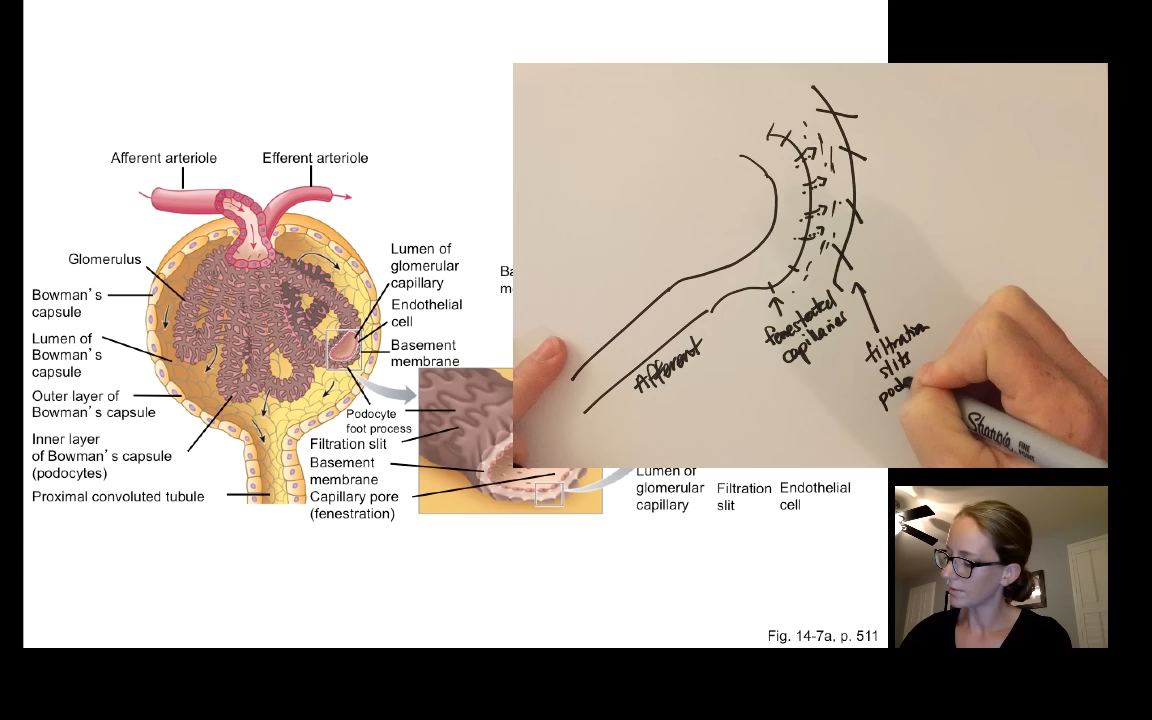 Afferent arteriole
Efferent arteriole
Glomerulus
Bowman's
capsule
Lumen of
Bowman's
capsule
Outer layer of
Bowman's capsule
Inner layer
of Bowman's capsule
(podocytes)
Proximal convoluted tubule
Lumen of
glomerular
capillary
Endothelial
cell
Basement
membrane
Podocyte
foot process
Filtration slit
Basement
membrane
Capillary pore
(fenestration)
Ba
m
Afferent
fenestrated
capillaries
filtration
slits
podo
Sharpie
FINE
Lumen of
glomerular
capillary
Filtration
slit
Endothelial
cell
Fig. 14-7a, p. 511